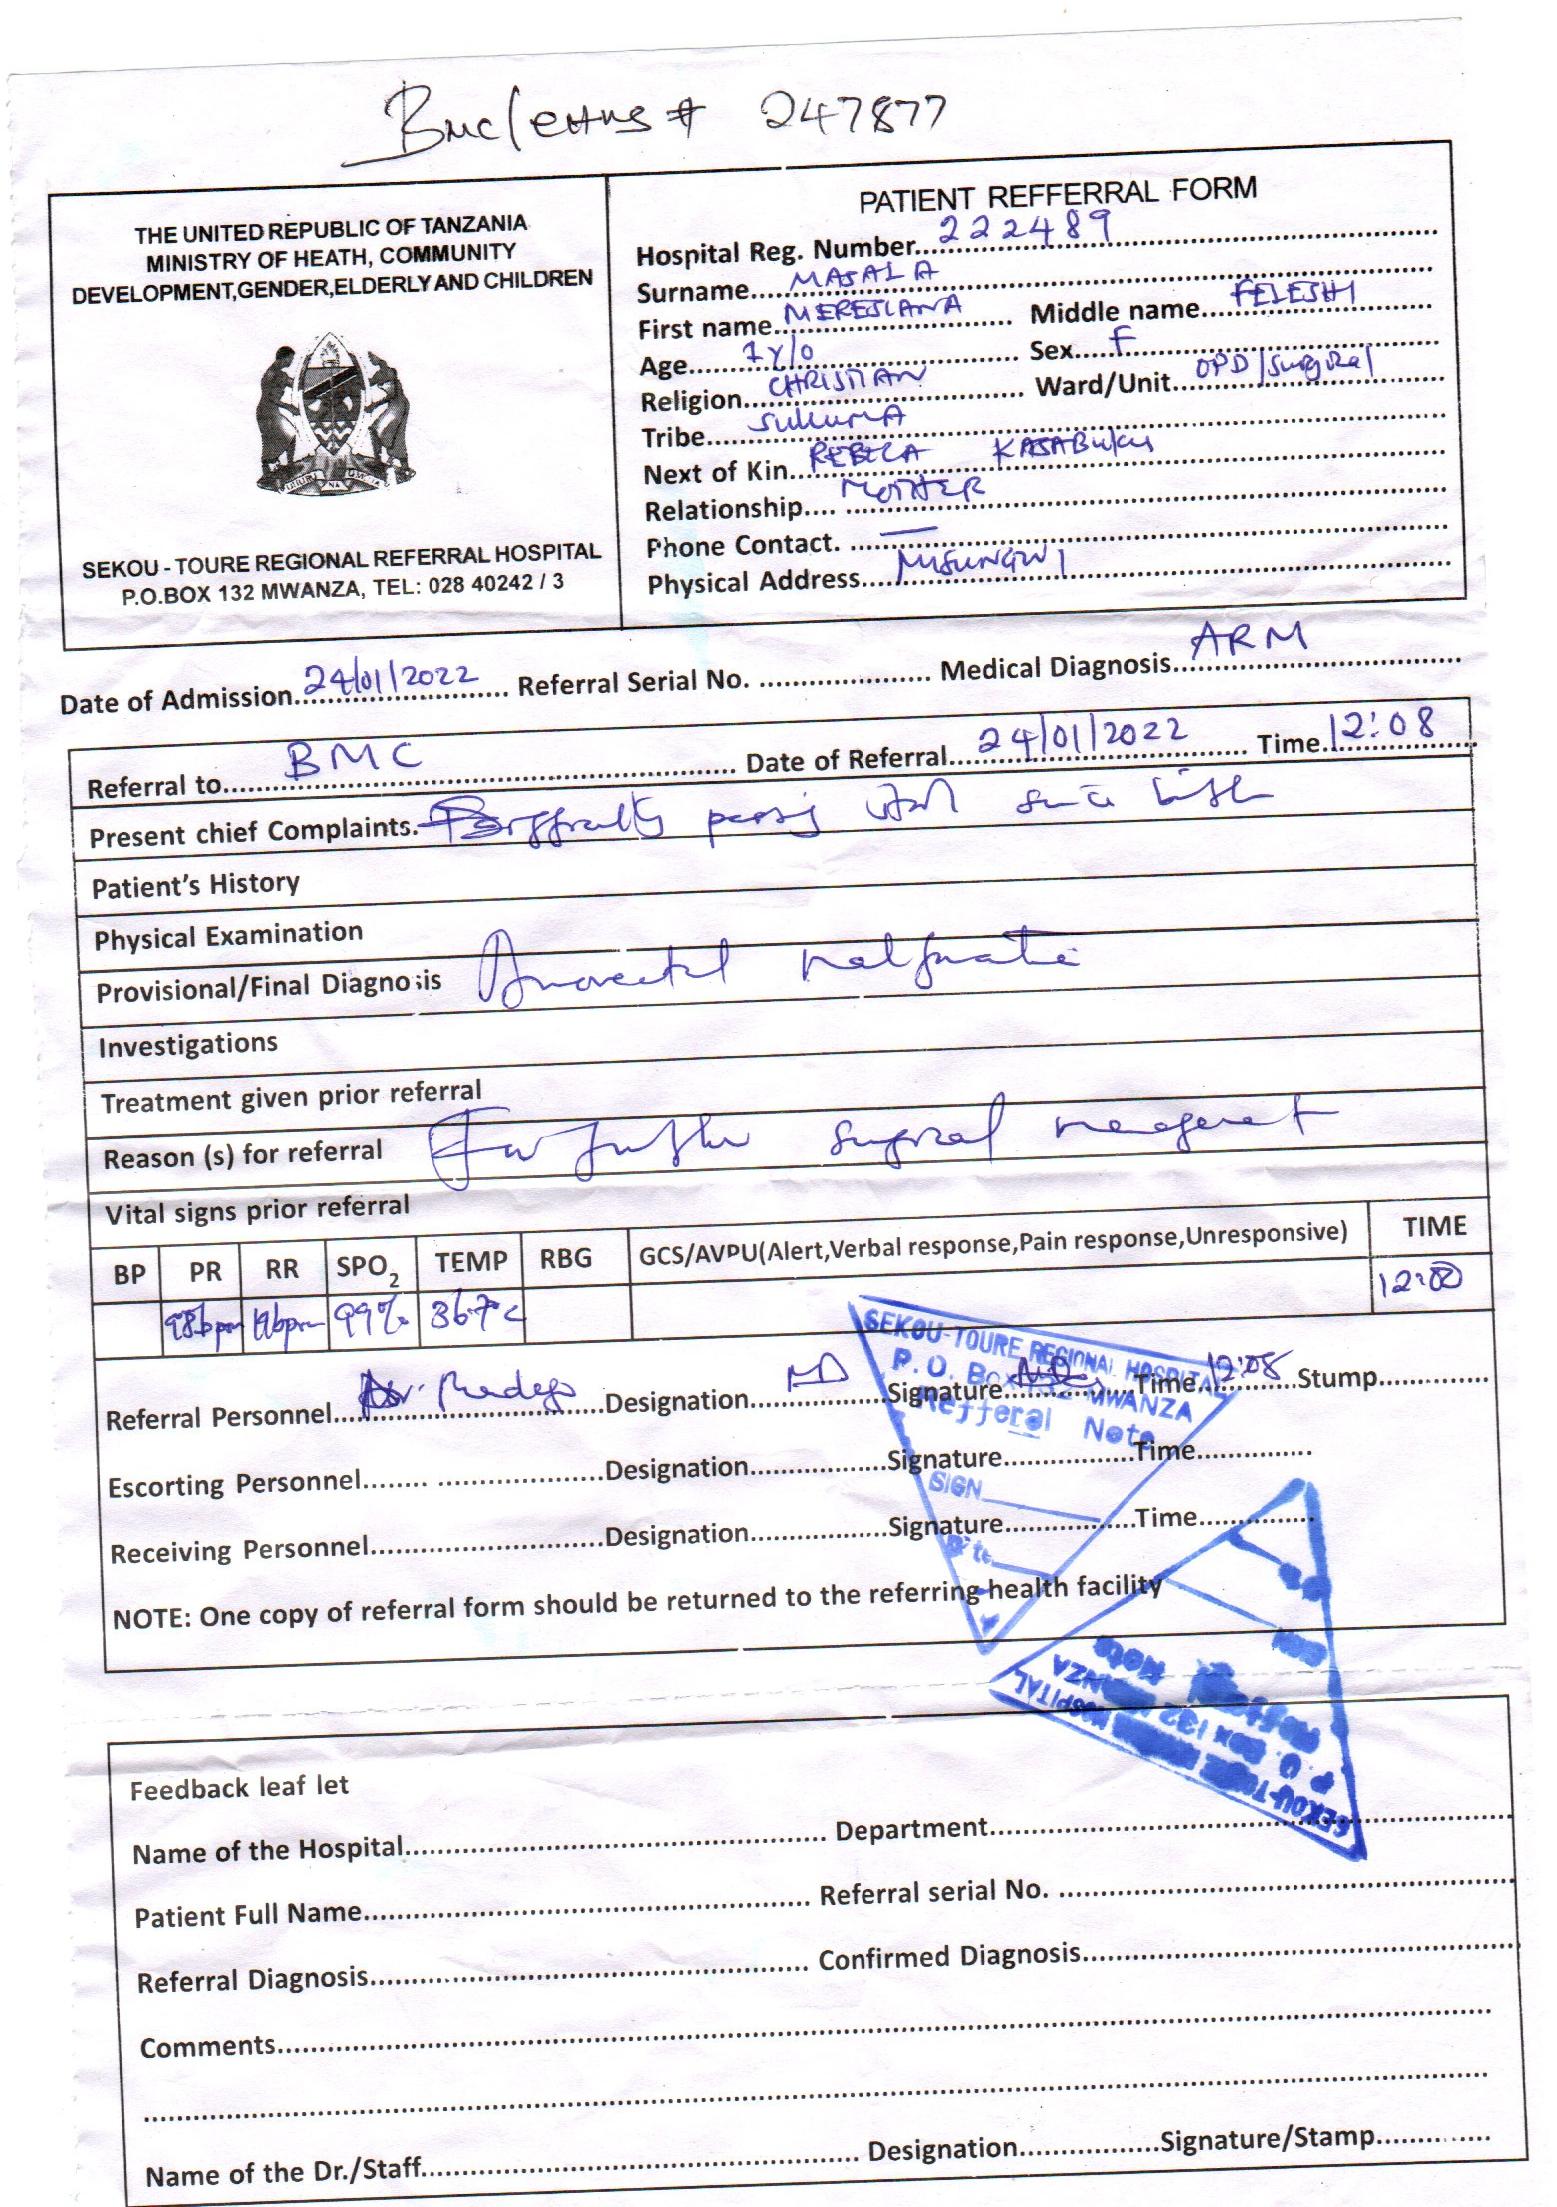 BMC/EHMS # 247877
THE UNITED REPUBLIC OF TANZANIA
MINISTRY OF HEATH, COMMUNITY
DEVELOPMENT,GENDER,ELDERLY AND CHILDREN
SEKOU - TOURE REGIONAL REFERRAL HOSPITAL
P.O.BOX 132 MWANZA, TEL: 028 40242 / 3
PATIENT REFFERRAL FORM
Hospital Reg. Number...222489
Surname...MASALA
First name...MERESIANA Middle name...FELESHI
Age...7y/o Sex...F
Religion...CHRISTIAN Ward/Unit...OPD/Surgical
Tribe...SUKUMA
Next of Kin...REBECA
Relationship...MOTHER
Phone Contact. ...—
Physical Address...MISUNGWI
Date of Admission...24/01/2022 Referral Serial No. ... Medical Diagnosis...ARM
Referral to...BMC Date of Referral...24/01/2022 Time...12:08
Present chief Complaints. passing stool since birth
Patient's History
Physical Examination
Provisional/Final Diagnosis Anorectal malformation
Investigations
Treatment given prior referral
Reason (s) for referral For further surgical management
Vital signs prior referral
BP PR RR SPO2 TEMP RBG GCS/AVPU(Alert,Verbal response,Pain response,Unresponsive) TIME
98bpm 99% 36.7°c
Referral Personnel...Dr. Designation...MD Signature... Time...12:08 Stump...
Escorting Personnel... Designation... Signature... Time...
Receiving Personnel... Designation... Signature... Time...
NOTE: One copy of referral form should be returned to the referring health facility
SEKOU-TOURE REGIONAL HOSPITAL
P.O. Box 132 MWANZA
Refferal Note
SIGN
Date
SEKOU-TOURE HOSPITAL
P O Box 132 MWANZA
Note
Feedback leaf let
Name of the Hospital... Department...
Patient Full Name... Referral serial No. ...
Referral Diagnosis... Confirmed Diagnosis...
Comments...
Name of the Dr./Staff... Designation... Signature/Stamp...